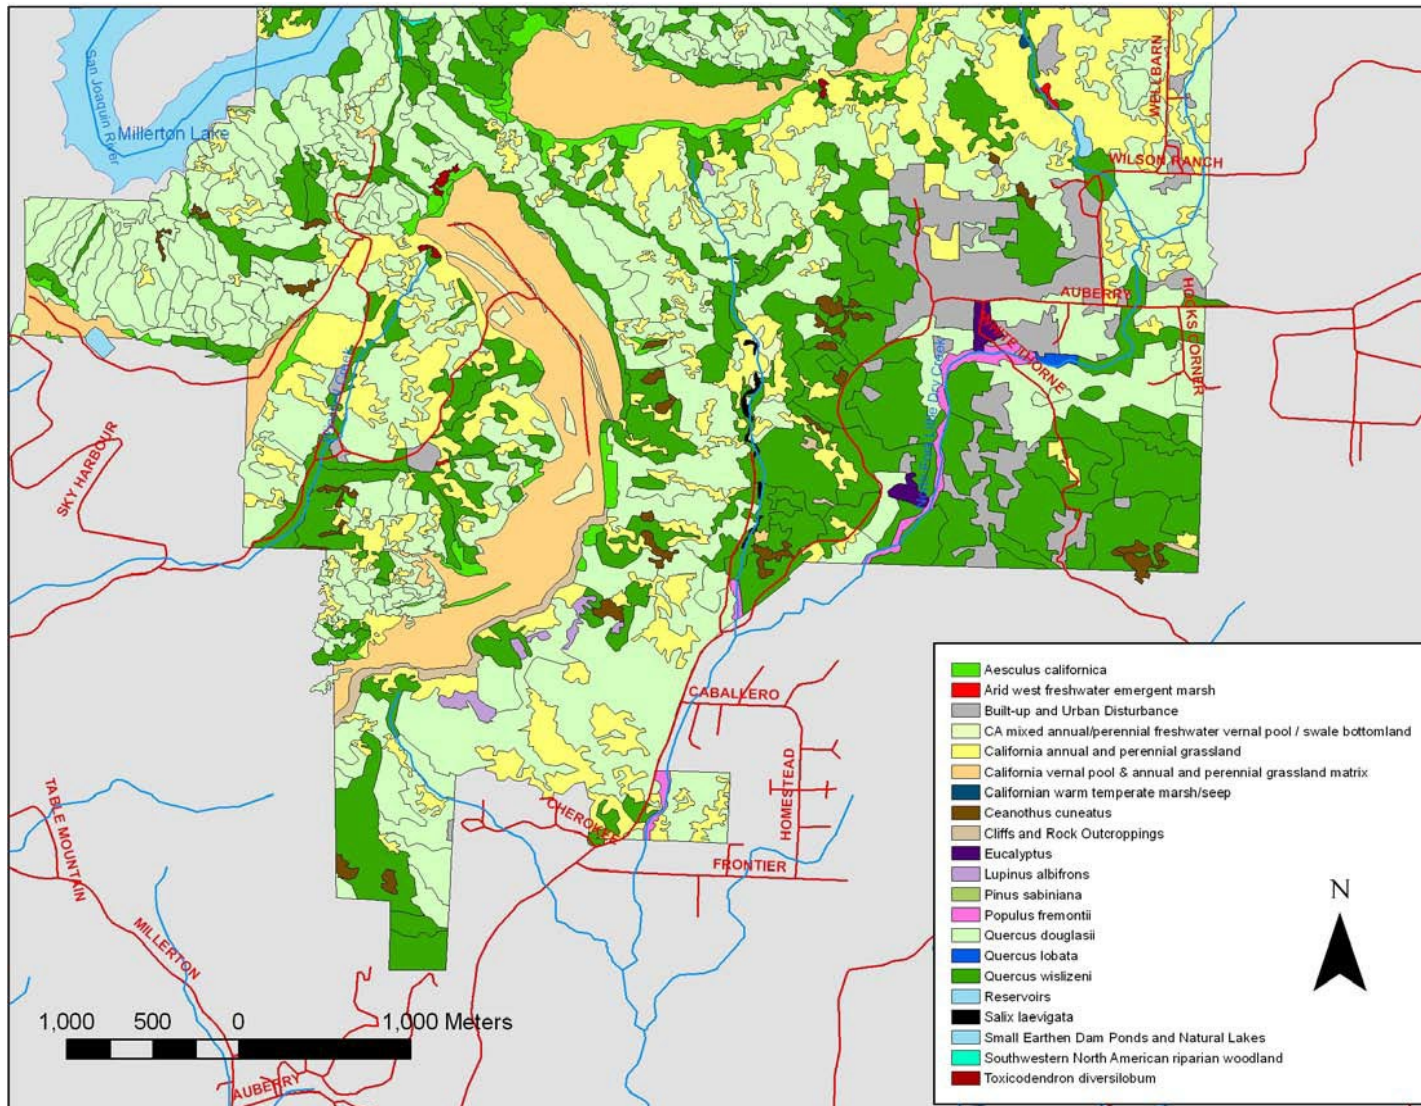 WELLBARN
San Joaquin River
Millerton Lake
WILSON RANCH
AUBERRY
HOOKS CORNER
SKY HARBOUR
CABALLERO
HOMESTEAD
CHEROKEE
FRONTIER
TABLE MOUNTAIN
MILLERTON
AUBERRY
1,000 500 0 1,000 Meters
Aesculus californica
Arid west freshwater emergent marsh
Built-up and Urban Disturbance
CA mixed annual/perennial freshwater vernal pool / swale bottomland
California annual and perennial grassland
California vernal pool & annual and perennial grassland matrix
Californian warm temperate marsh/seep
Ceanothus cuneatus
Cliffs and Rock Outcroppings
Eucalyptus
Lupinus albifrons
Pinus sabiniana
Populus fremontii
Quercus douglasii
Quercus lobata
Quercus wislizeni
Reservoirs
Salix laevigata
Small Earthen Dam Ponds and Natural Lakes
Southwestern North American riparian woodland
Toxicodendron diversilobum
N